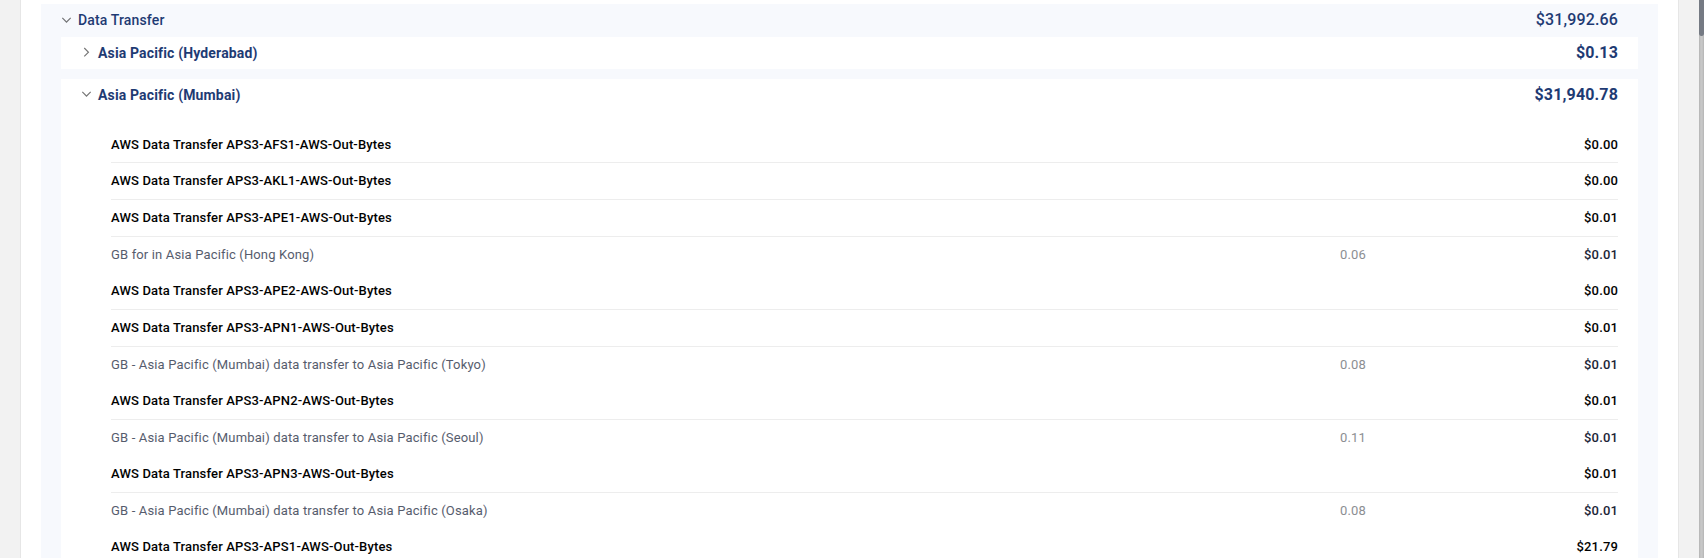 Data Transfer $31,992.66
Asia Pacific (Hyderabad) $0.13
Asia Pacific (Mumbai) $31,940.78
AWS Data Transfer APS3-AFS1-AWS-Out-Bytes $0.00
AWS Data Transfer APS3-AKL1-AWS-Out-Bytes $0.00
AWS Data Transfer APS3-APE1-AWS-Out-Bytes $0.01
GB for in Asia Pacific (Hong Kong) 0.06 $0.01
AWS Data Transfer APS3-APE2-AWS-Out-Bytes $0.00
AWS Data Transfer APS3-APN1-AWS-Out-Bytes $0.01
GB - Asia Pacific (Mumbai) data transfer to Asia Pacific (Tokyo) 0.08 $0.01
AWS Data Transfer APS3-APN2-AWS-Out-Bytes $0.01
GB - Asia Pacific (Mumbai) data transfer to Asia Pacific (Seoul) 0.11 $0.01
AWS Data Transfer APS3-APN3-AWS-Out-Bytes $0.01
GB - Asia Pacific (Mumbai) data transfer to Asia Pacific (Osaka) 0.08 $0.01
AWS Data Transfer APS3-APS1-AWS-Out-Bytes $21.79